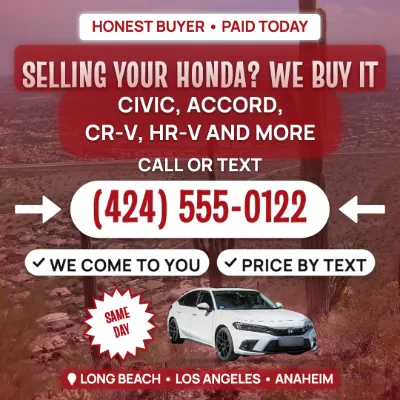 HONEST BUYER • PAID TODAY
SELLING YOUR HONDA? WE BUY IT
CIVIC, ACCORD,
CR-V, HR-V AND MORE
CALL OR TEXT
(424) 555-0122
✓ WE COME TO YOU
✓ PRICE BY TEXT
SAME
DAY
LONG BEACH • LOS ANGELES • ANAHEIM